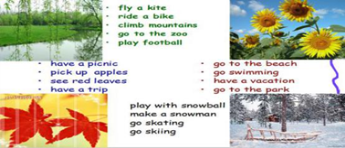 fly a kite
ride a bike
climb mountains
go to the zoo
play football
have a picnic
pick up apples
see red leaves
have a trip
go to the beach
go swimming
have a vacation
go to the park
play with snowball
make a snowman
go skating
go skiing